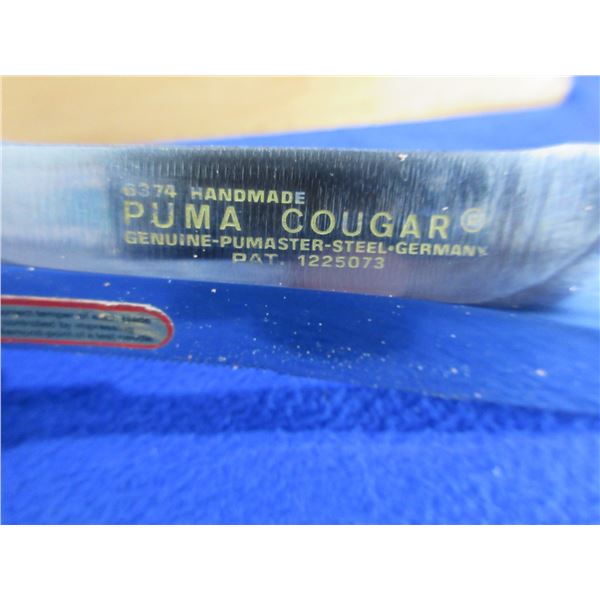 6374 HANDMADE
PUMA COUGAR®
GENUINE-PUMASTER-STEEL·GERMANY
PAT. 1225073